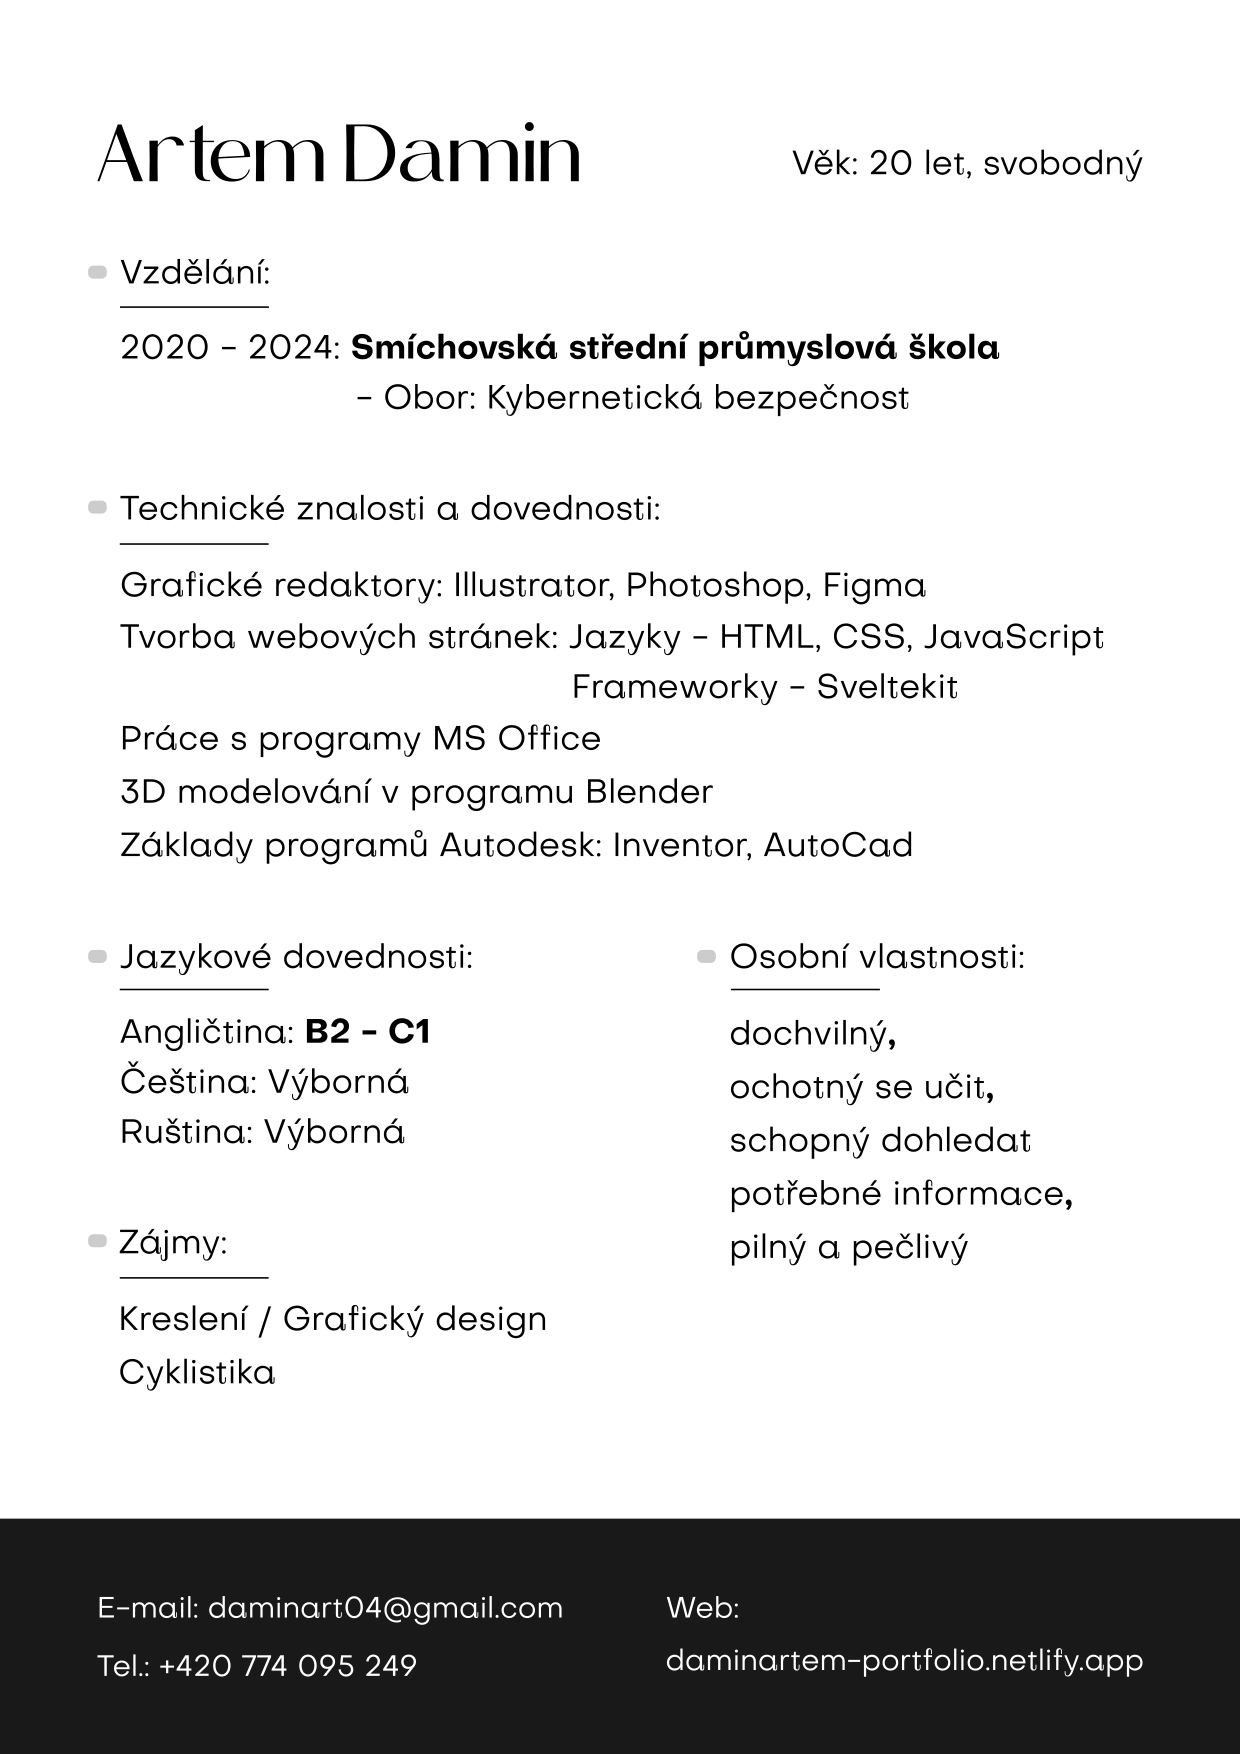 Artem Damin
Věk: 20 let, svobodný
Vzdělání:
2020 - 2024: Smíchovská střední průmyslová škola
- Obor: Kybernetická bezpečnost
Technické znalosti a dovednosti:
Grafické redaktory: Illustrator, Photoshop, Figma
Tvorba webových stránek: Jazyky - HTML, CSS, JavaScript
Frameworky - Sveltekit
Práce s programy MS Office
3D modelování v programu Blender
Základy programů Autodesk: Inventor, AutoCad
Jazykové dovednosti:
Angličtina: B2 - C1
Čeština: Výborná
Ruština: Výborná
Osobní vlastnosti:
dochvilný,
ochotný se učit,
schopný dohledat
potřebné informace,
pilný a pečlivý
Zájmy:
Kreslení / Grafický design
Cyklistika
E-mail: daminart04@gmail.com
Tel.: +420 774 095 249
Web:
daminartem-portfolio.netlify.app